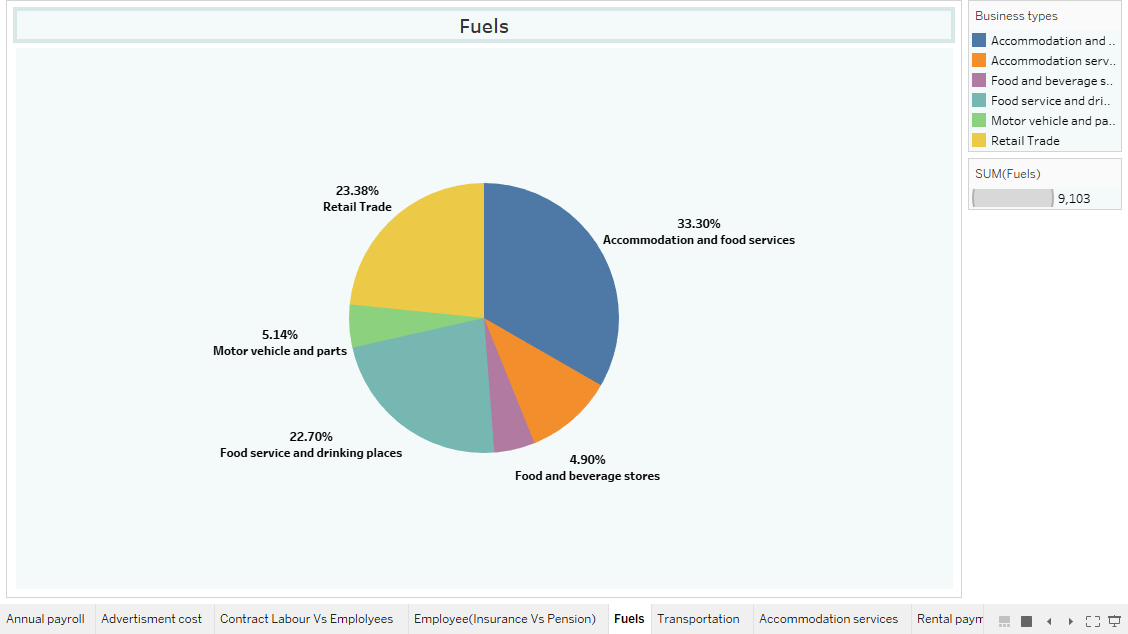 Fuels
23.38%
Retail Trade
33.30%
Accommodation and food services
5.14%
Motor vehicle and parts
22.70%
Food service and drinking places
4.90%
Food and beverage stores
Business types
Accommodation and ..
Accommodation serv..
Food and beverage s..
Food service and dri..
Motor vehicle and pa..
Retail Trade
SUM(Fuels)
9,103
Annual payroll
Advertisment cost
Contract Labour Vs Emplolyees
Employee(Insurance Vs Pension)
Fuels
Transportation
Accommodation services
Rental paym